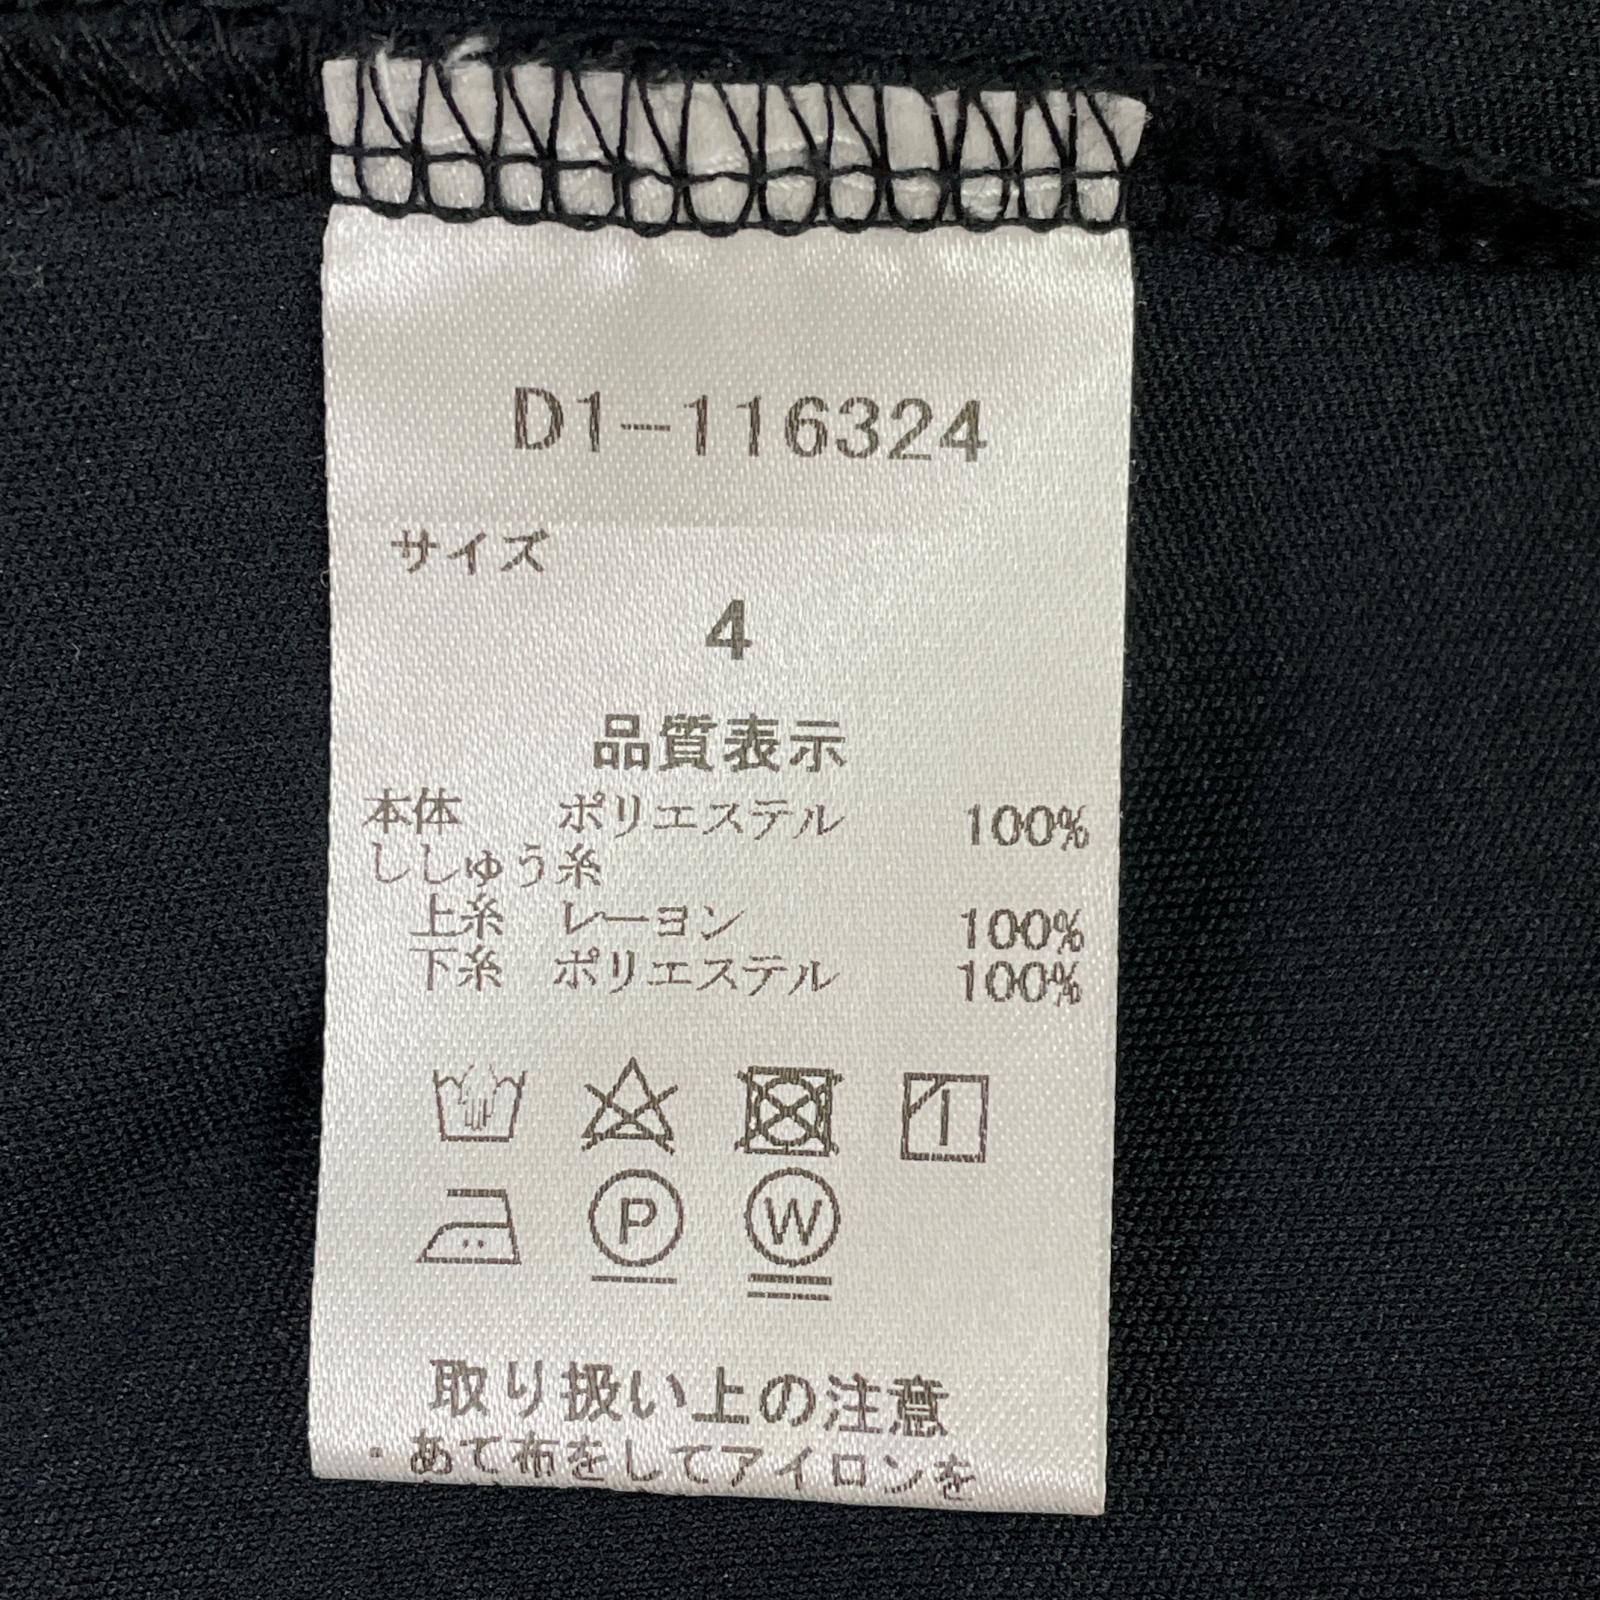 D1-116324
サイズ
4
品質表示
本体 ポリエステル 100%
ししゅう糸
上糸 レーヨン 100%
下糸 ポリエステル 100%
P W
取り扱い上の注意
・あて布をしてアイロンを